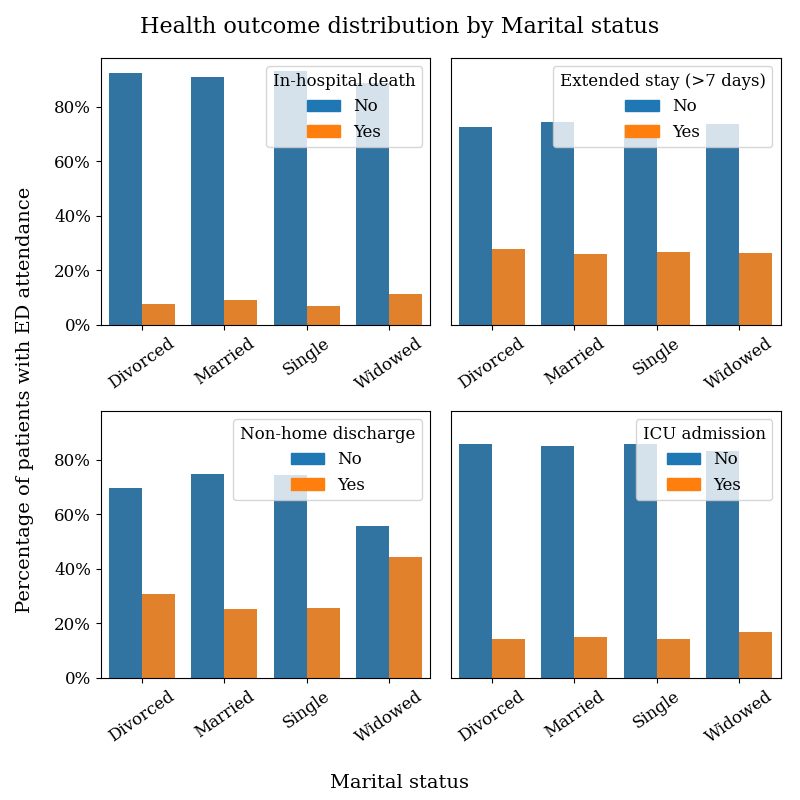 Health outcome distribution by Marital status
Percentage of patients with ED attendance
In-hospital death
No
Yes
80%
60%
40%
20%
0%
Divorced
Married
Single
Widowed
Extended stay (>7 days)
No
Yes
Divorced
Married
Single
Widowed
Non-home discharge
No
Yes
80%
60%
40%
20%
0%
Divorced
Married
Single
Widowed
ICU admission
No
Yes
Divorced
Married
Single
Widowed
Marital status